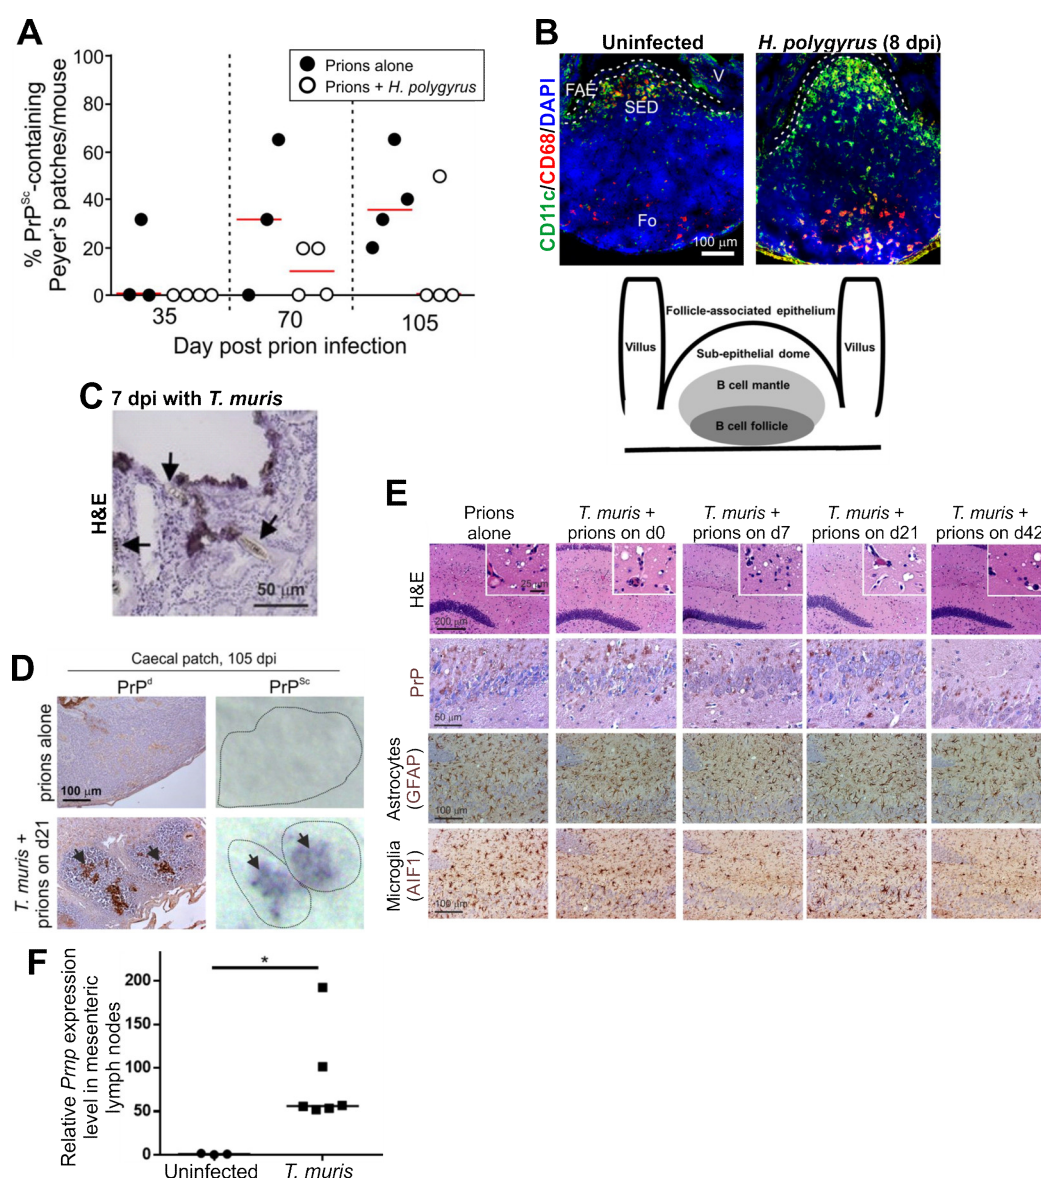 A
% PrPSc-containing
Peyer's patches/mouse
100
80
60
40
20
0
Prions alone
Prions + H. polygyrus
35
70
105
Day post prion infection
B
Uninfected
H. polygyrus (8 dpi)
CD11c/CD68/DAPI
FAE
SED
V
Fo
100 µm
Follicle-associated epithelium
Villus
Sub-epithelial dome
Villus
B cell mantle
B cell follicle
C
7 dpi with T. muris
H&E
50 µm
D
Caecal patch, 105 dpi
PrPd
PrPSc
prions alone
100 µm
T. muris +
prions on d21
E
Prions
alone
T. muris +
prions on d0
T. muris +
prions on d7
T. muris +
prions on d21
T. muris +
prions on d42
H&E
25 µm
200 µm
PrP
50 µm
Astrocytes
(GFAP)
100 µm
Microglia
(AIF1)
100 µm
F
Relative Prnp expression
level in mesenteric
lymph nodes
200
150
100
50
0
*
Uninfected
T. muris